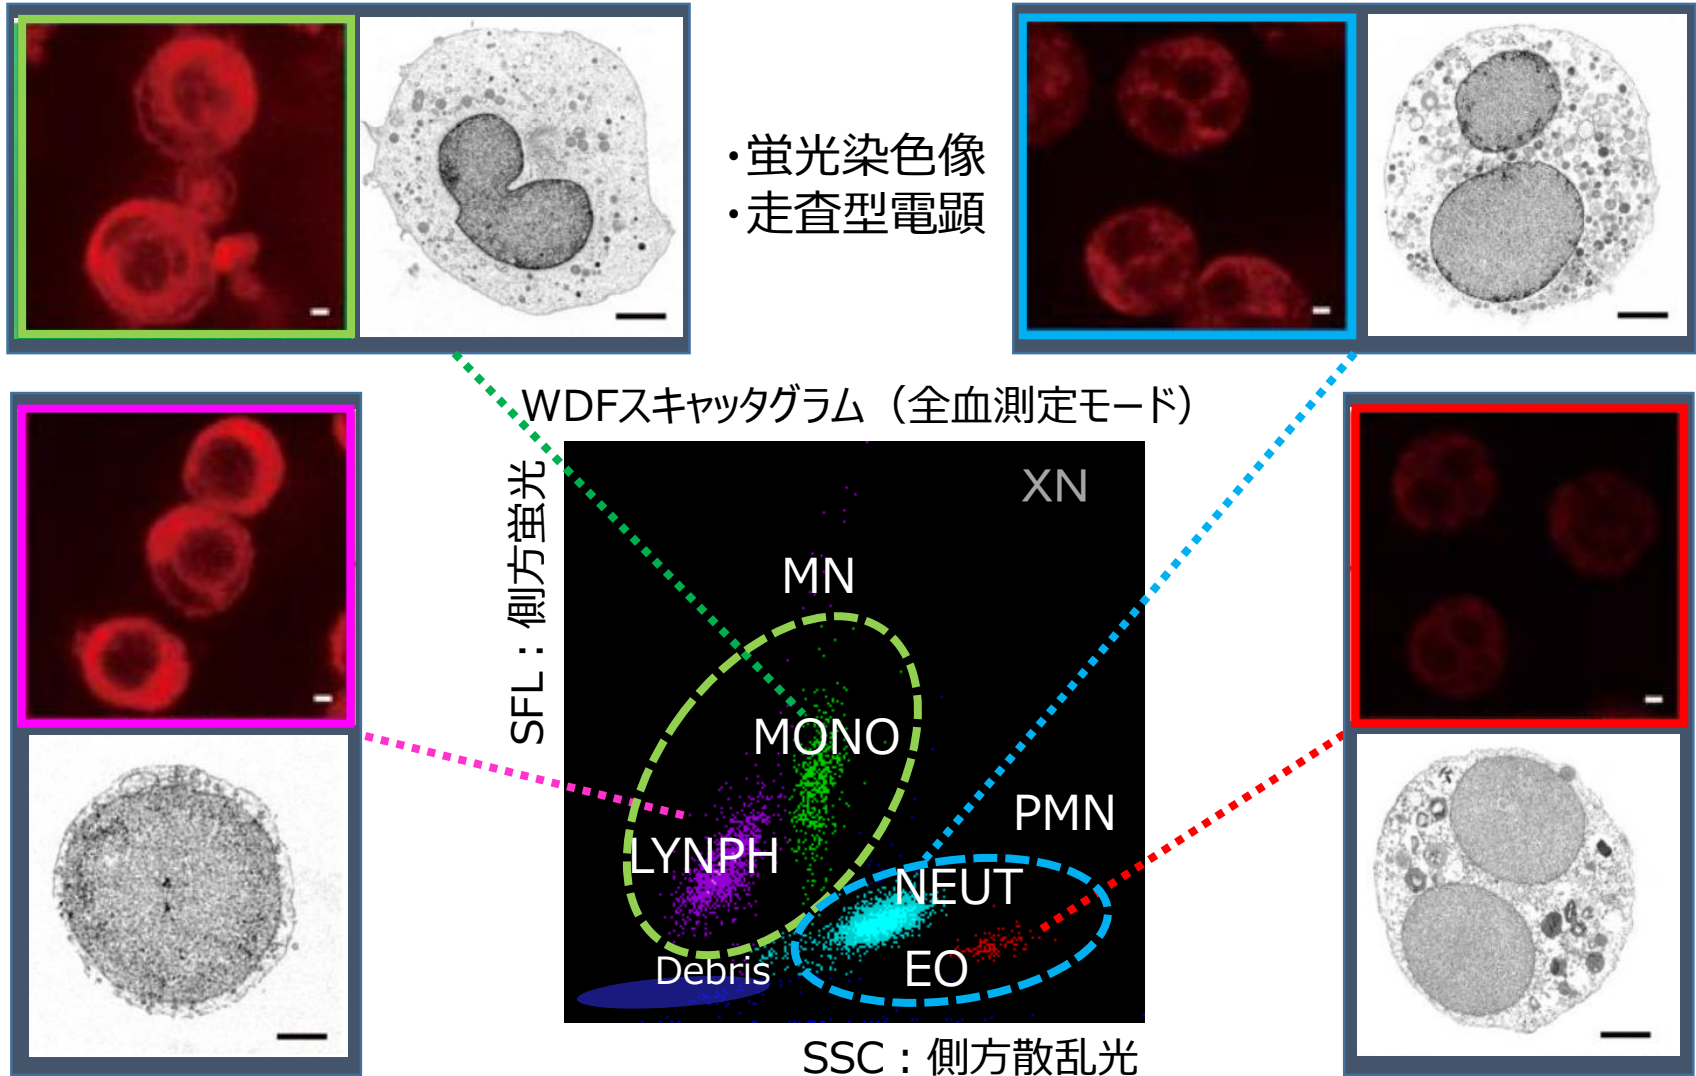 ・蛍光染色像
・走査型電顕
WDFスキャッタグラム（全血測定モード）
SFL：側方蛍光
XN
MN
MONO
LYNPH
PMN
NEUT
EO
Debris
SSC：側方散乱光